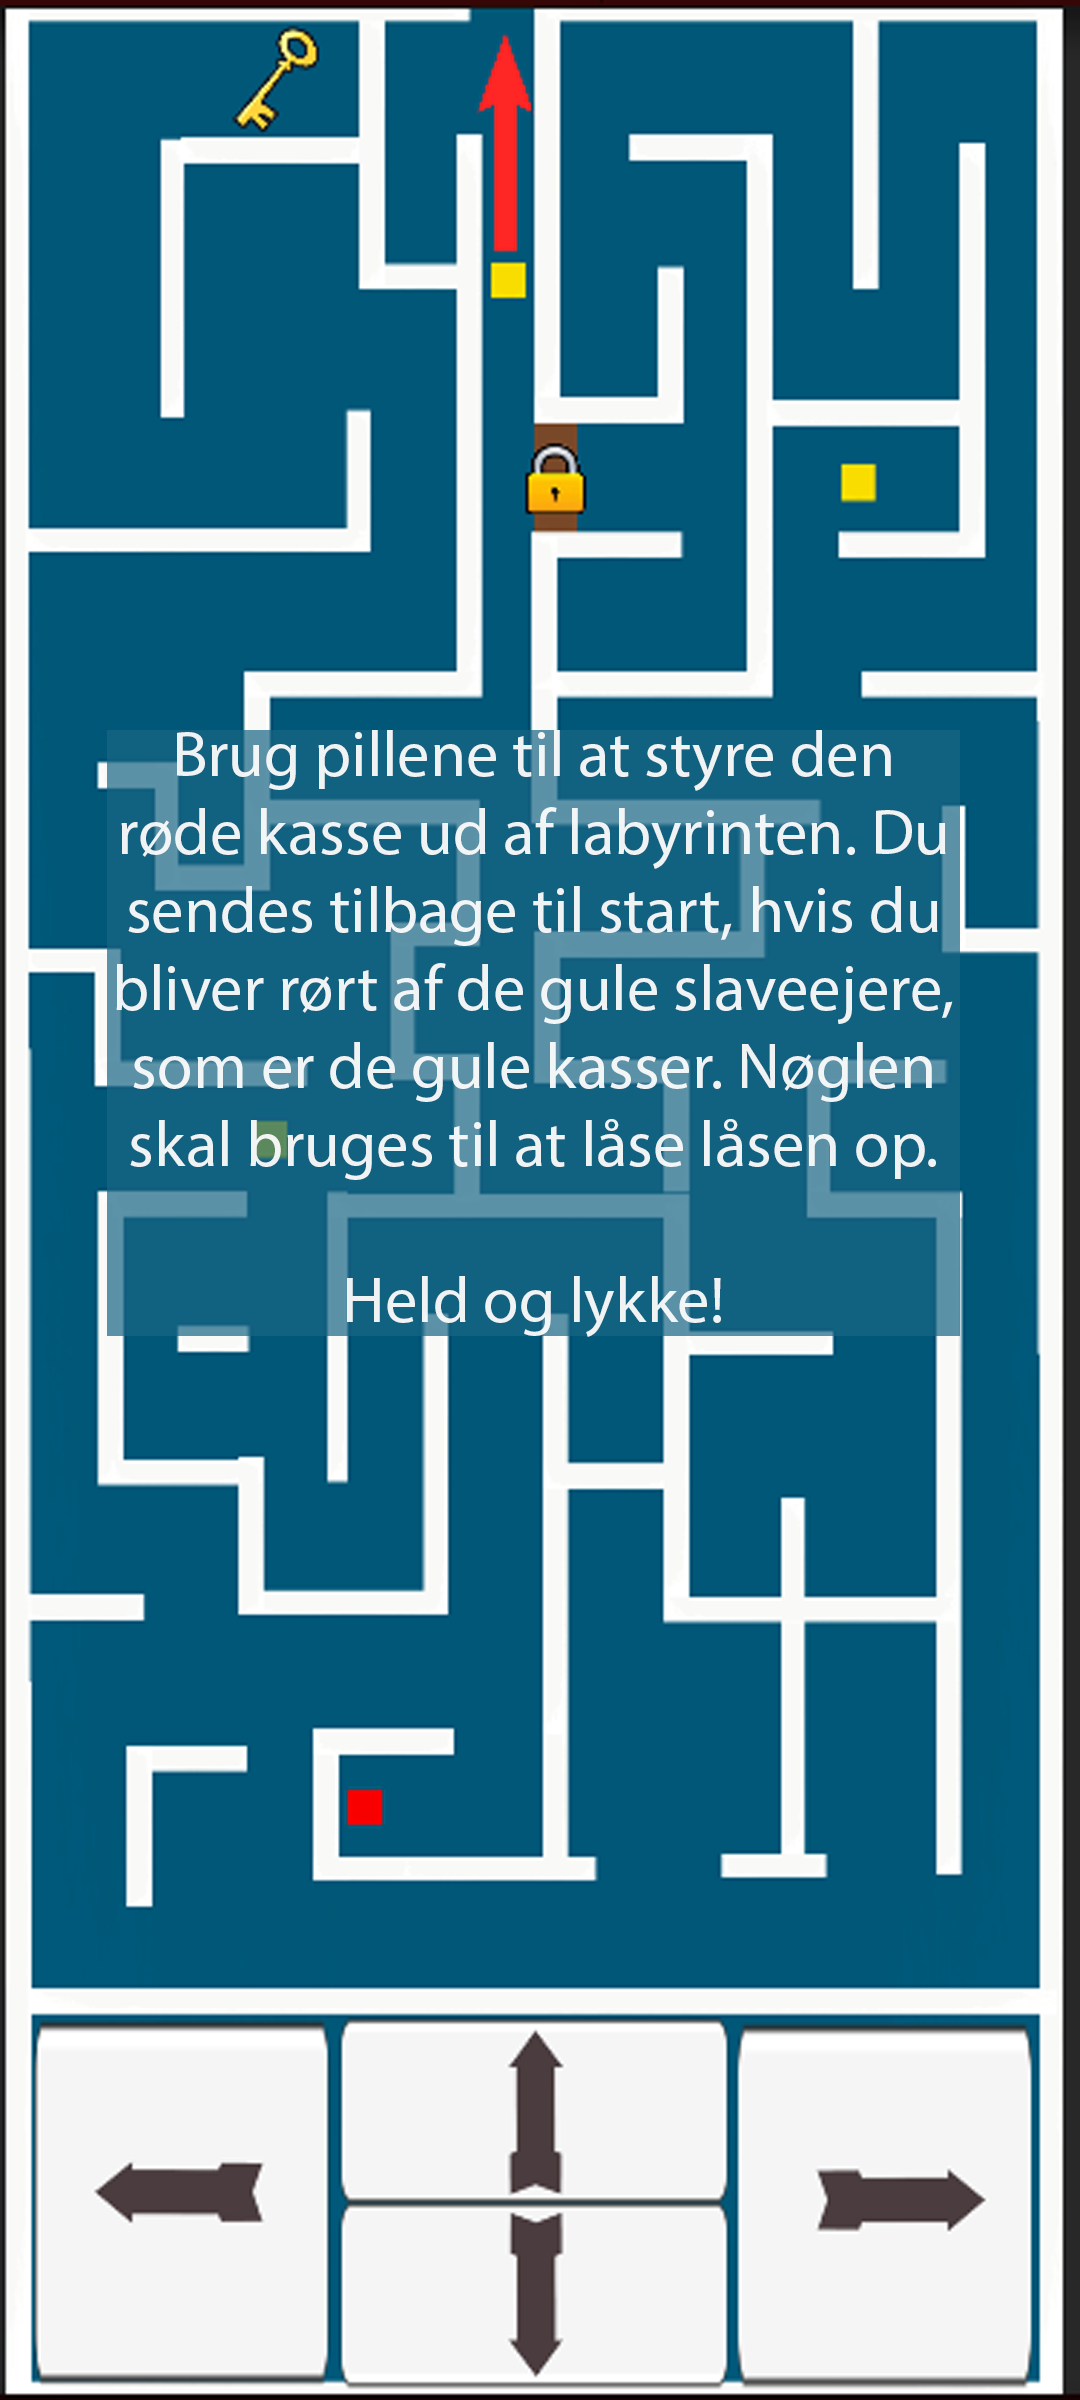 Brug pillene til at styre den
røde kasse ud af labyrinten. Du
sendes tilbage til start, hvis du
bliver rørt af de gule slaveejere,
som er de gule kasser. Nøglen
skal bruges til at låse låsen op.
Held og lykke!